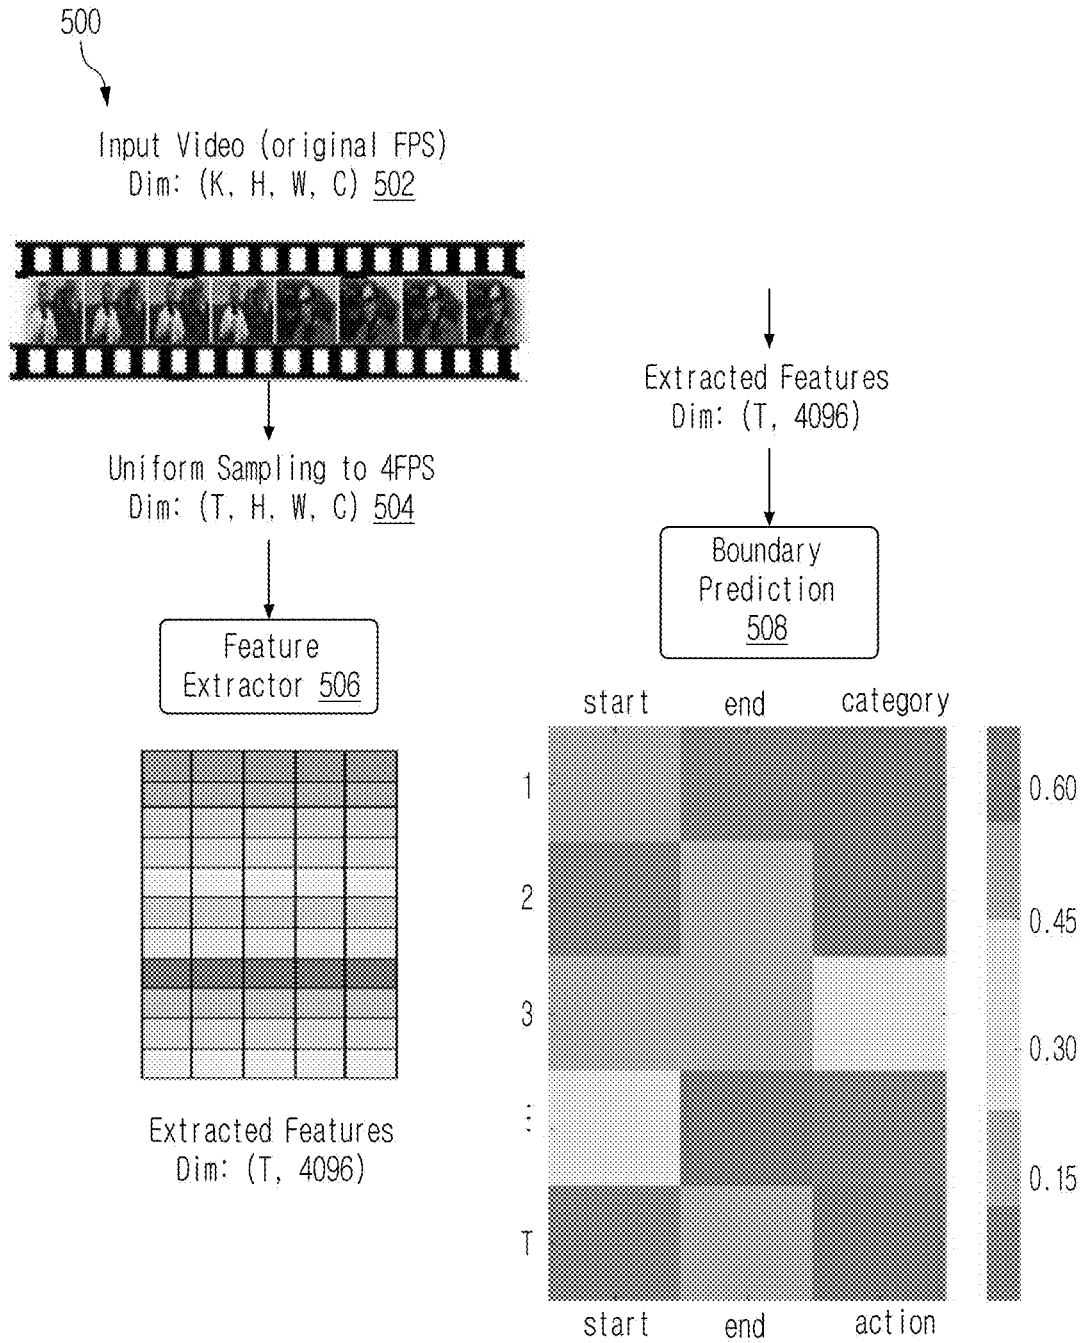 500
Input Video (original FPS)
Dim: (K, H, W, C) 502
Uniform Sampling to 4FPS
Dim: (T, H, W, C) 504
Feature
Extractor 506
Extracted Features
Dim: (T, 4096)
Extracted Features
Dim: (T, 4096)
Boundary
Prediction
508
start end category
1
2
3
⋮
T
0.60
0.45
0.30
0.15
start end action